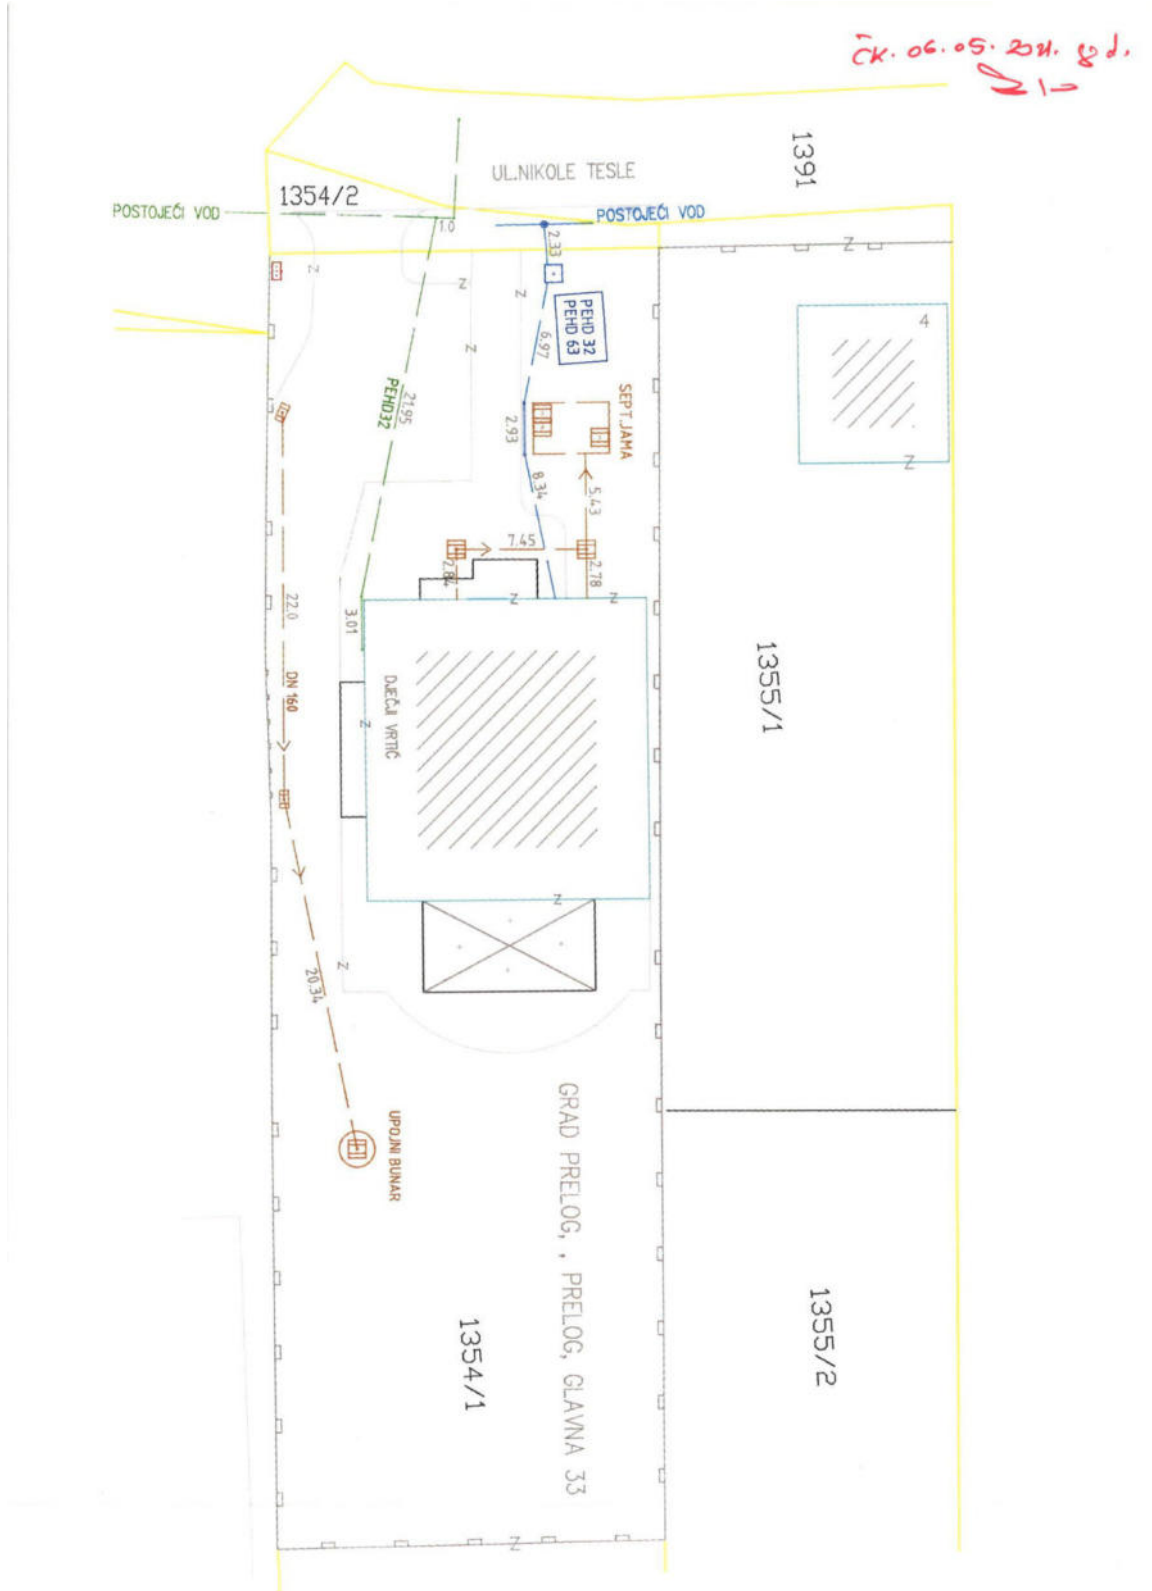 ČK. 06.05.2021. god.
1391
UL.NIKOLE TESLE
1354/2
POSTOJEĆI VOD
POSTOJEĆI VOD
1.0
2.33
Z
Z
Z
Z
Z
PEHD 32
PEHD 63
6.97
4
Z
21.95
PEHD32
2.93
SEPT.JAMA
Z
8.34
5.43
7.45
2.84
2.78
Z
Z
22.0
3.01
DN 160
DJEČJI VRTIĆ
Z
1355/1
Z
Z
20.34
UPOJNI BUNAR
GRAD PRELOG, , PRELOG, GLAVNA 33
1354/1
1355/2
Z